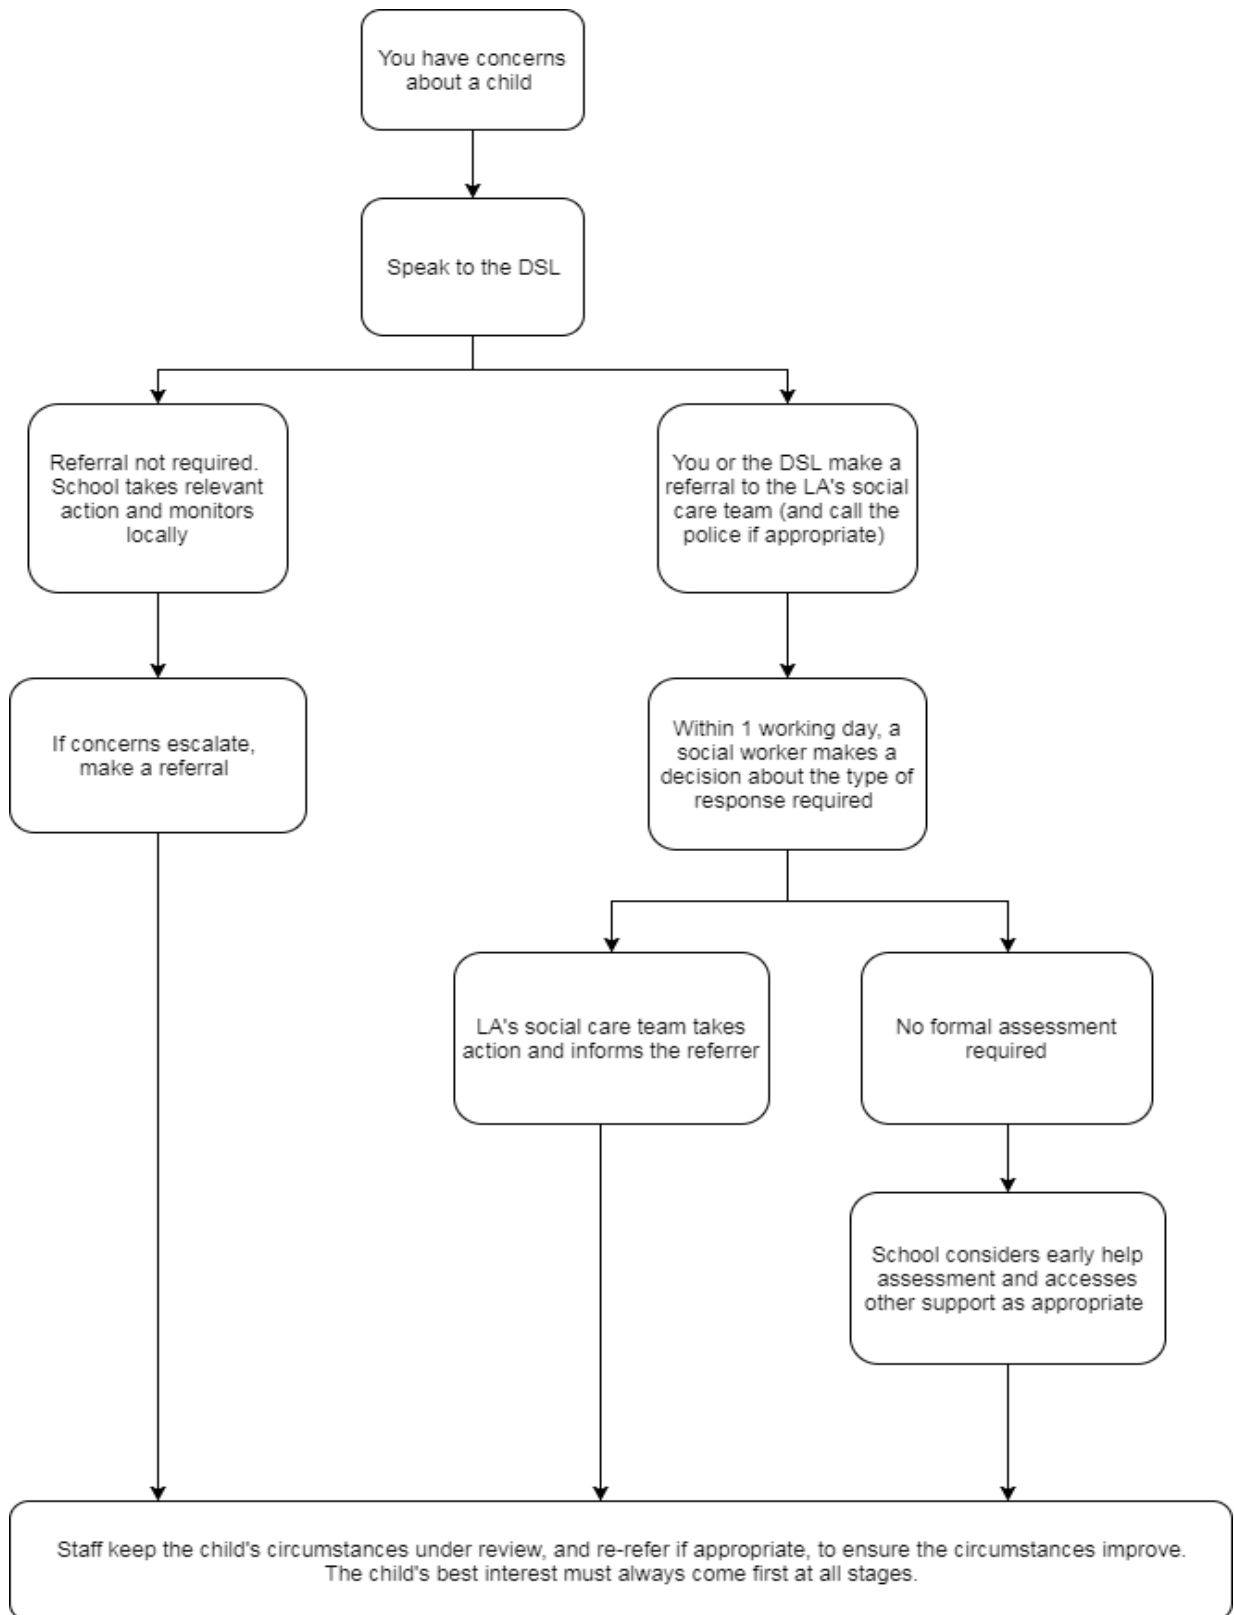 You have concerns
about a child
Speak to the DSL
Referral not required.
School takes relevant
action and monitors
locally
You or the DSL make a
referral to the LA's social
care team (and call the
police if appropriate)
If concerns escalate,
make a referral
Within 1 working day, a
social worker makes a
decision about the type of
response required
LA's social care team takes
action and informs the referrer
No formal assessment
required
School considers early help
assessment and accesses
other support as appropriate
Staff keep the child's circumstances under review, and re-refer if appropriate, to ensure the circumstances improve.
The child's best interest must always come first at all stages.